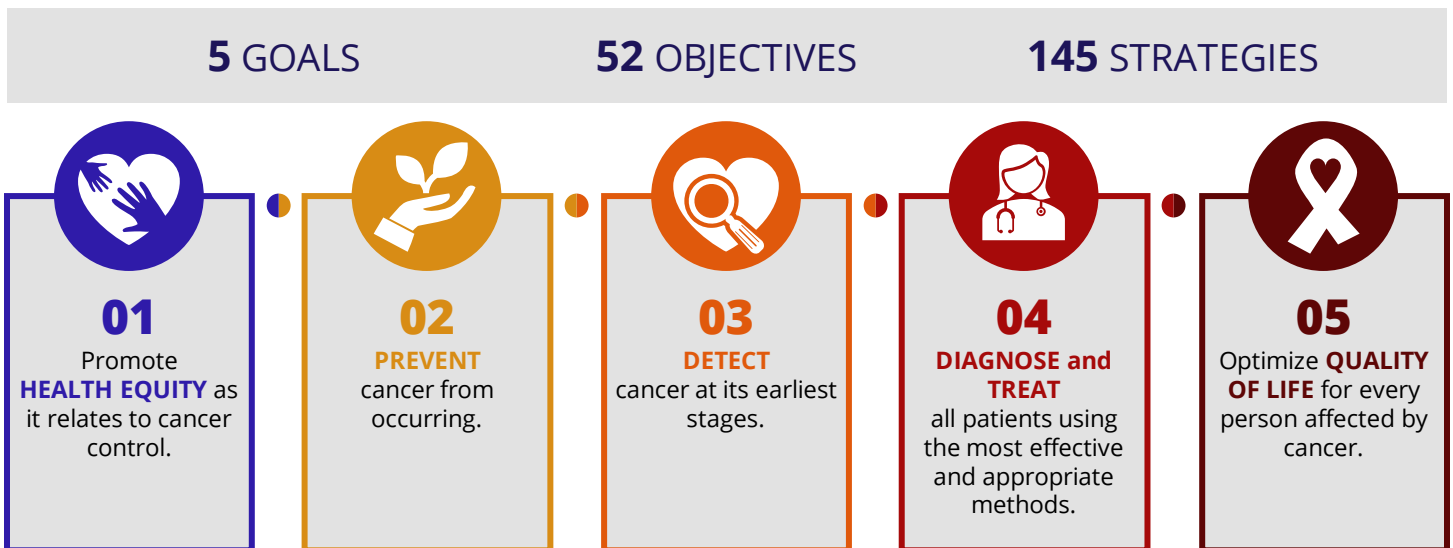 5 GOALS
52 OBJECTIVES
145 STRATEGIES
01
Promote
HEALTH EQUITY as
it relates to cancer
control.
02
PREVENT
cancer from
occurring.
03
DETECT
cancer at its earliest
stages.
04
DIAGNOSE and
TREAT
all patients using
the most effective
and appropriate
methods.
05
Optimize QUALITY
OF LIFE for every
person affected by
cancer.